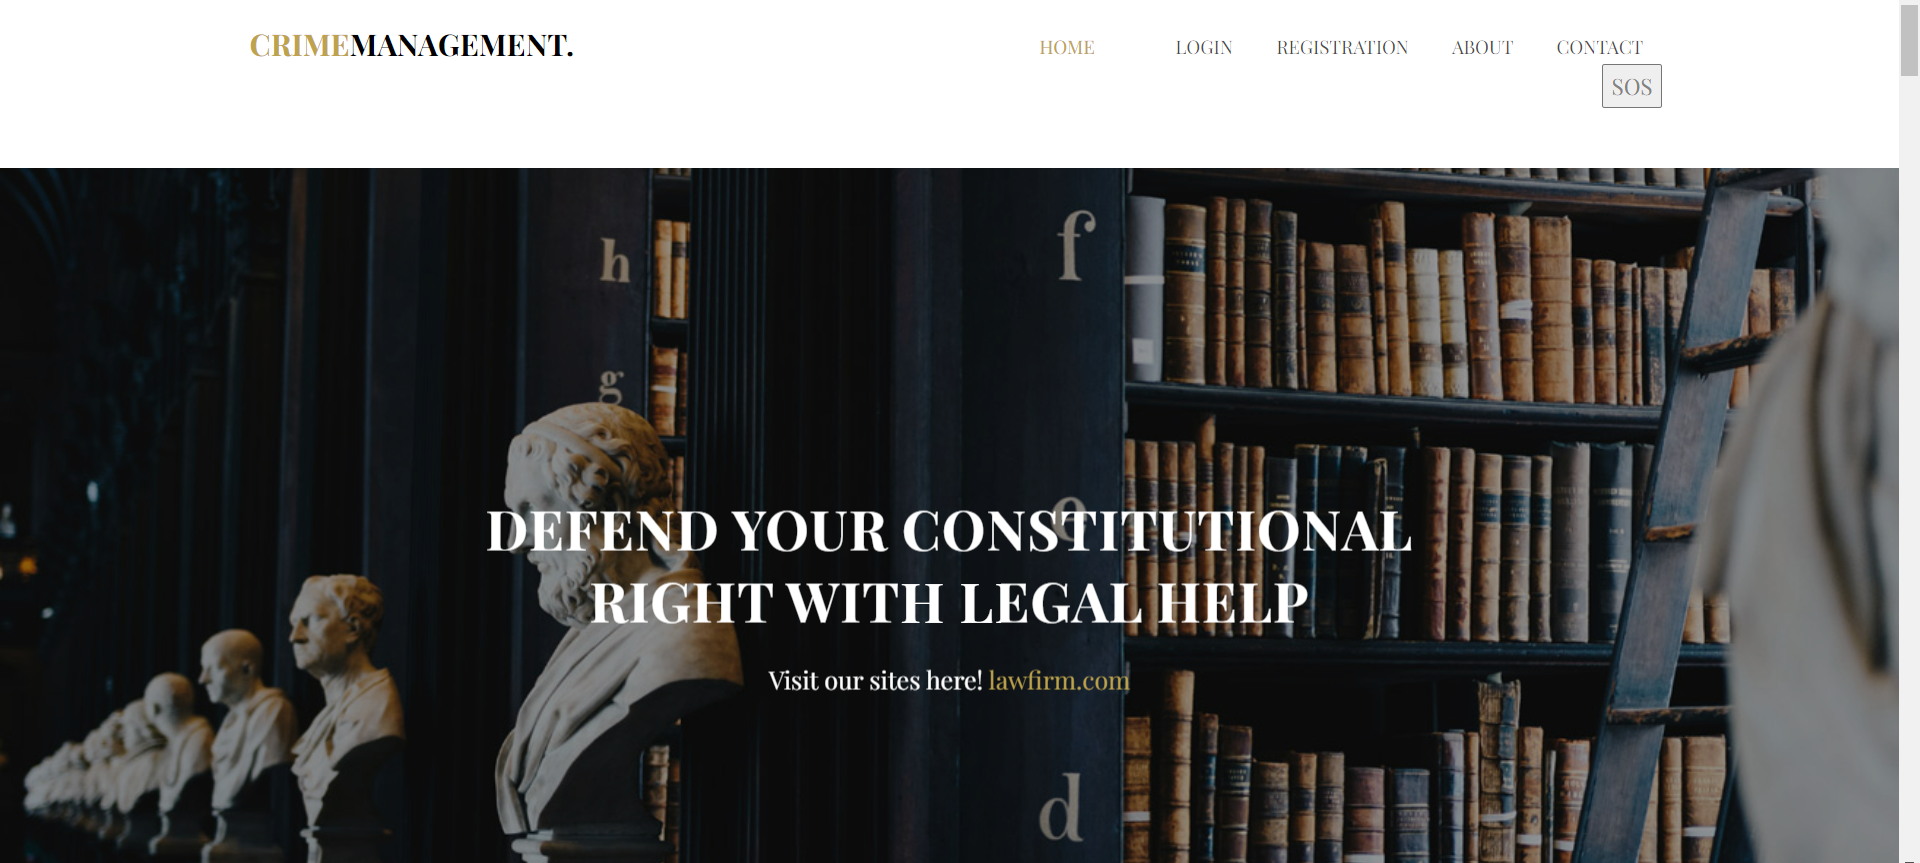 CRIMEMANAGEMENT.
HOME LOGIN REGISTRATION ABOUT CONTACT
SOS
h
f
g
e
DEFEND YOUR CONSTITUTIONAL
RIGHT WITH LEGAL HELP
Visit our sites here! lawfirm.com
d